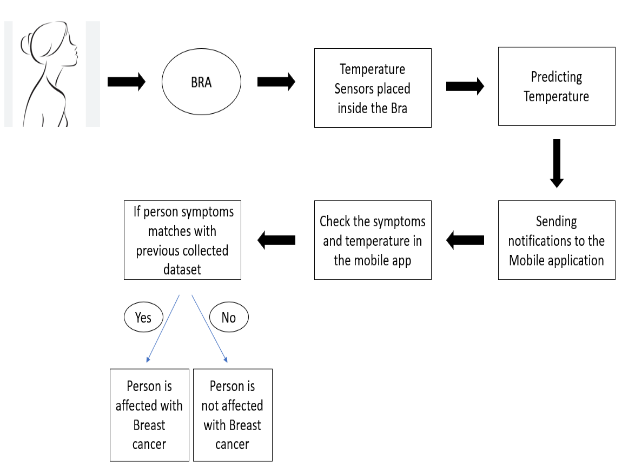 BRA
Temperature
Sensors placed
inside the Bra
Predicting
Temperature
Sending
notifications to the
Mobile application
Check the symptoms
and temperature in
the mobile app
If person symptoms
matches with
previous collected
dataset
Yes
No
Person is
affected with
Breast
cancer
Person is
not affected
with Breast
cancer